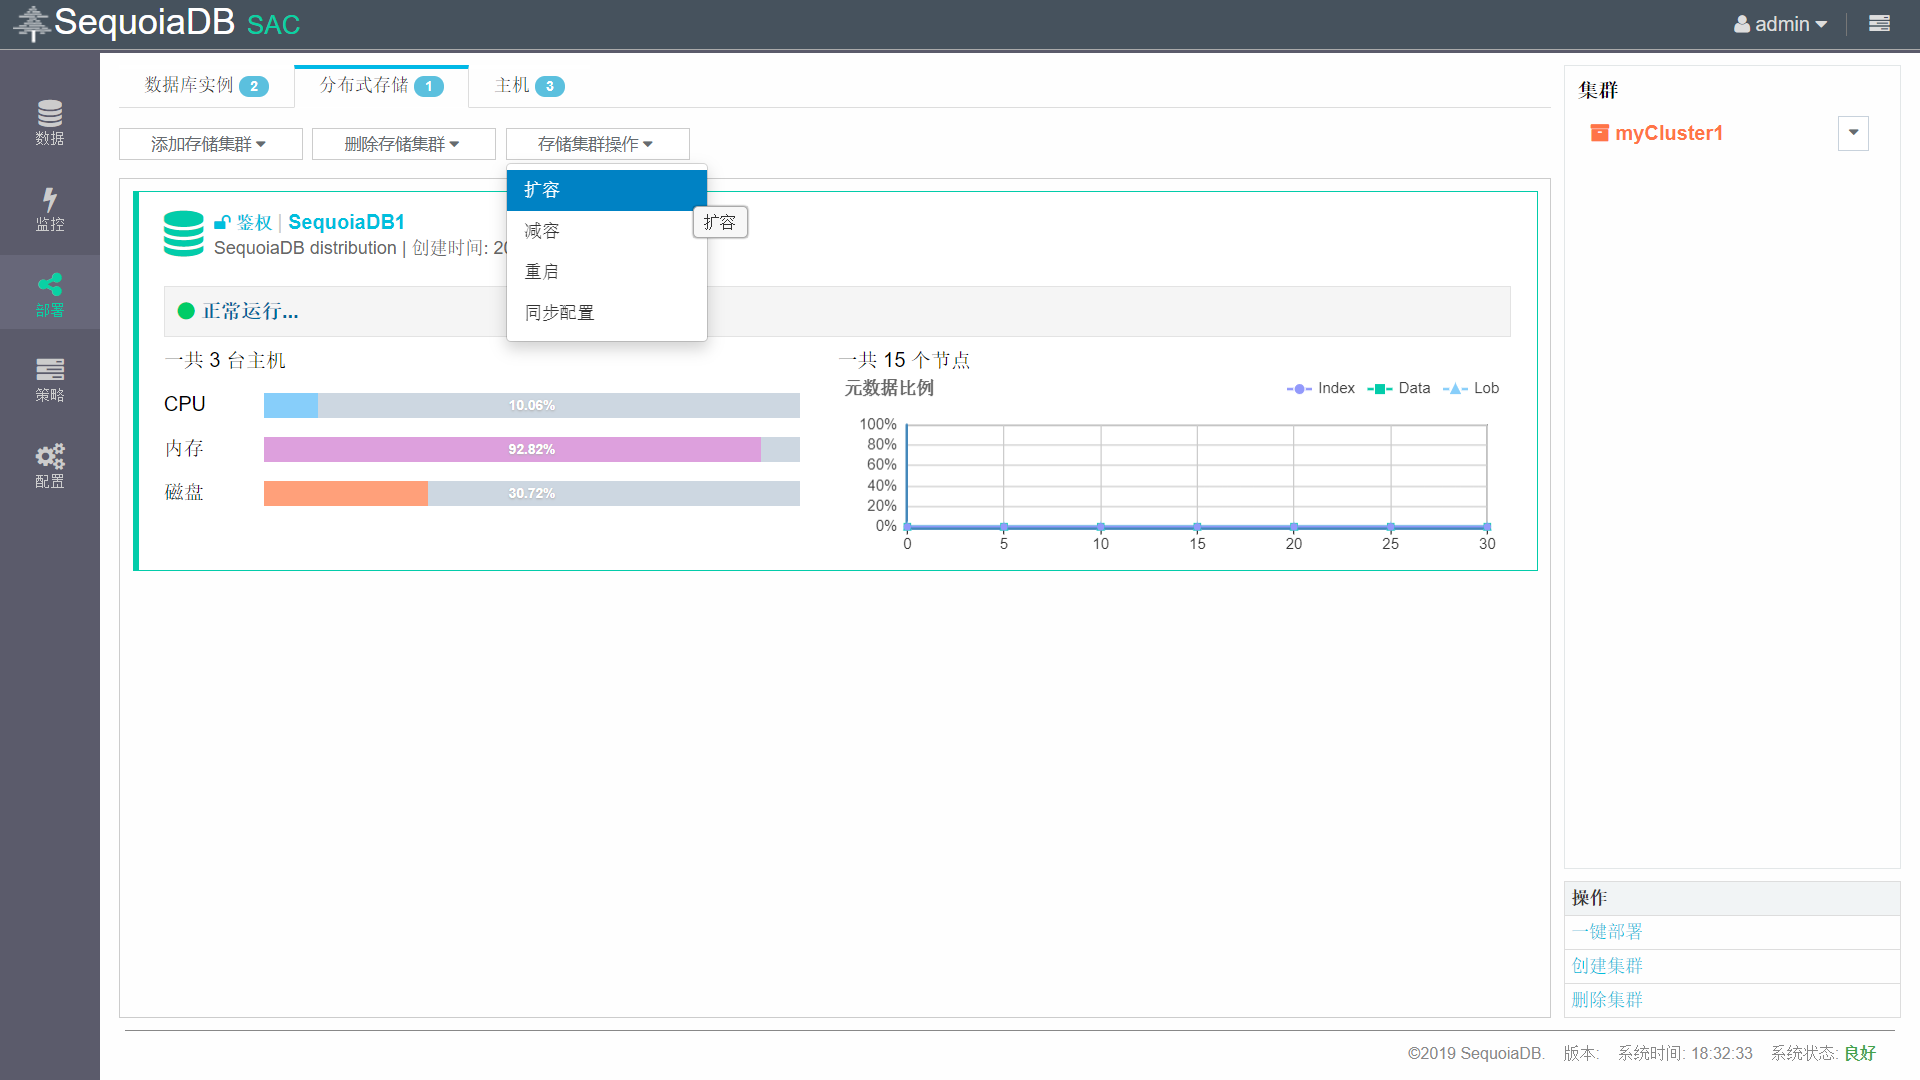 SequoiaDB SAC
admin
数据
监控
部署
策略
配置
数据库实例 2
分布式存储 1
主机 3
添加存储集群
删除存储集群
存储集群操作
扩容
减容
重启
同步配置
扩容
鉴权 | SequoiaDB1
SequoiaDB distribution | 创建时间: 20
正常运行...
一共 3 台主机
CPU 10.06%
内存 92.82%
磁盘 30.72%
一共 15 个节点
元数据比例
Index Data Lob
100%
80%
60%
40%
20%
0%
0 5 10 15 20 25 30
集群
myCluster1
操作
一键部署
创建集群
删除集群
©2019 SequoiaDB. 版本: 系统时间: 18:32:33 系统状态: 良好